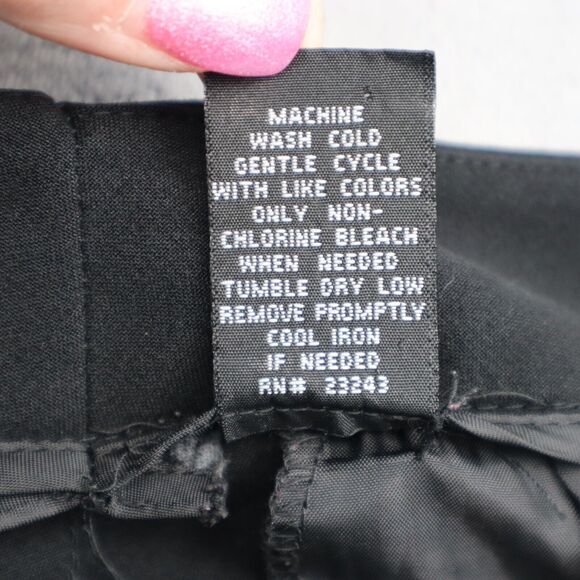 MACHINE
WASH COLD
GENTLE CYCLE
WITH LIKE COLORS
ONLY NON-
CHLORINE BLEACH
WHEN NEEDED
TUMBLE DRY LOW
REMOVE PROMPTLY
COOL IRON
IF NEEDED
RN# 23243